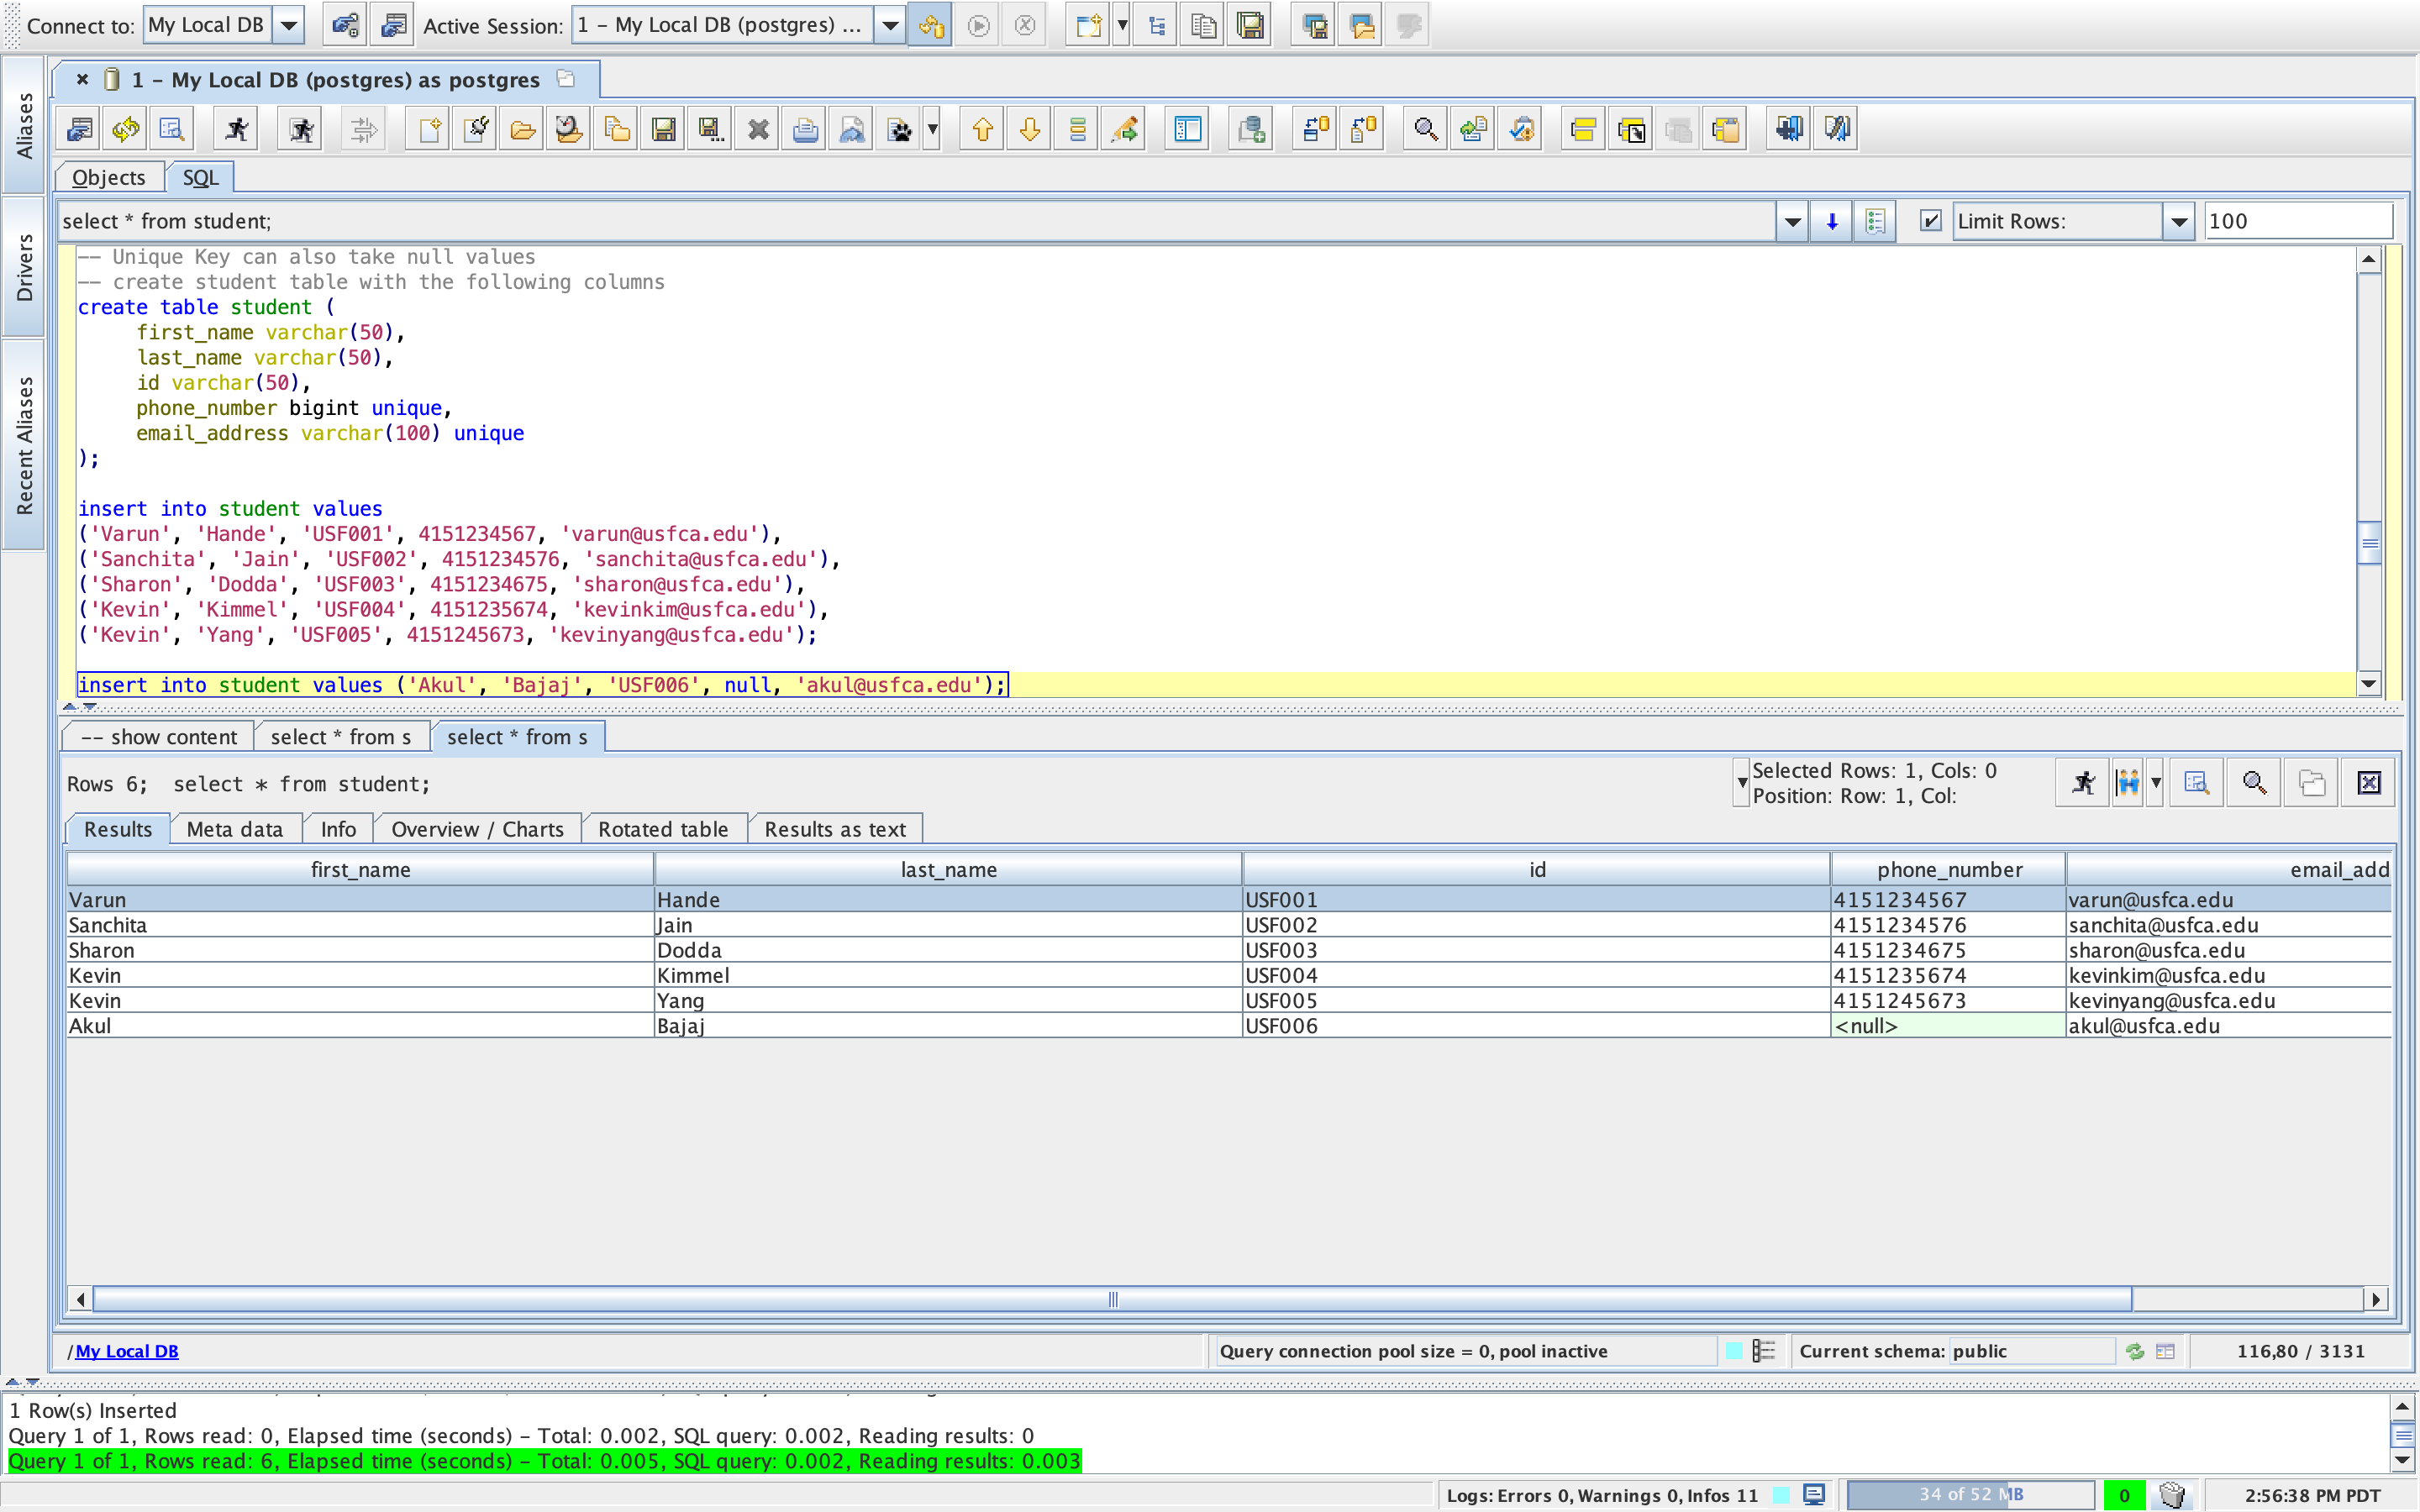 Connect to: My Local DB Active Session: 1 – My Local DB (postgres) ...
1 – My Local DB (postgres) as postgres
Aliases
Drivers
Recent Aliases
Objects SQL
select * from student; Limit Rows: 100
-- Unique Key can also take null values
-- create student table with the following columns
create table student (
first_name varchar(50),
last_name varchar(50),
id varchar(50),
phone_number bigint unique,
email_address varchar(100) unique
);
insert into student values
('Varun', 'Hande', 'USF001', 4151234567, 'varun@usfca.edu'),
('Sanchita', 'Jain', 'USF002', 4151234576, 'sanchita@usfca.edu'),
('Sharon', 'Dodda', 'USF003', 4151234675, 'sharon@usfca.edu'),
('Kevin', 'Kimmel', 'USF004', 4151235674, 'kevinkim@usfca.edu'),
('Kevin', 'Yang', 'USF005', 4151245673, 'kevinyang@usfca.edu');
insert into student values ('Akul', 'Bajaj', 'USF006', null, 'akul@usfca.edu');
-- show content select * from s select * from s
Rows 6; select * from student;
Selected Rows: 1, Cols: 0
Position: Row: 1, Col:
Results Meta data Info Overview / Charts Rotated table Results as text
first_name last_name id phone_number email_add
Varun Hande USF001 4151234567 varun@usfca.edu
Sanchita Jain USF002 4151234576 sanchita@usfca.edu
Sharon Dodda USF003 4151234675 sharon@usfca.edu
Kevin Kimmel USF004 4151235674 kevinkim@usfca.edu
Kevin Yang USF005 4151245673 kevinyang@usfca.edu
Akul Bajaj USF006 <null> akul@usfca.edu
/My Local DB Query connection pool size = 0, pool inactive Current schema: public 116,80 / 3131
1 Row(s) Inserted
Query 1 of 1, Rows read: 0, Elapsed time (seconds) – Total: 0.002, SQL query: 0.002, Reading results: 0
Query 1 of 1, Rows read: 6, Elapsed time (seconds) – Total: 0.005, SQL query: 0.002, Reading results: 0.003
Logs: Errors 0, Warnings 0, Infos 11 34 of 52 MB 0 2:56:38 PM PDT